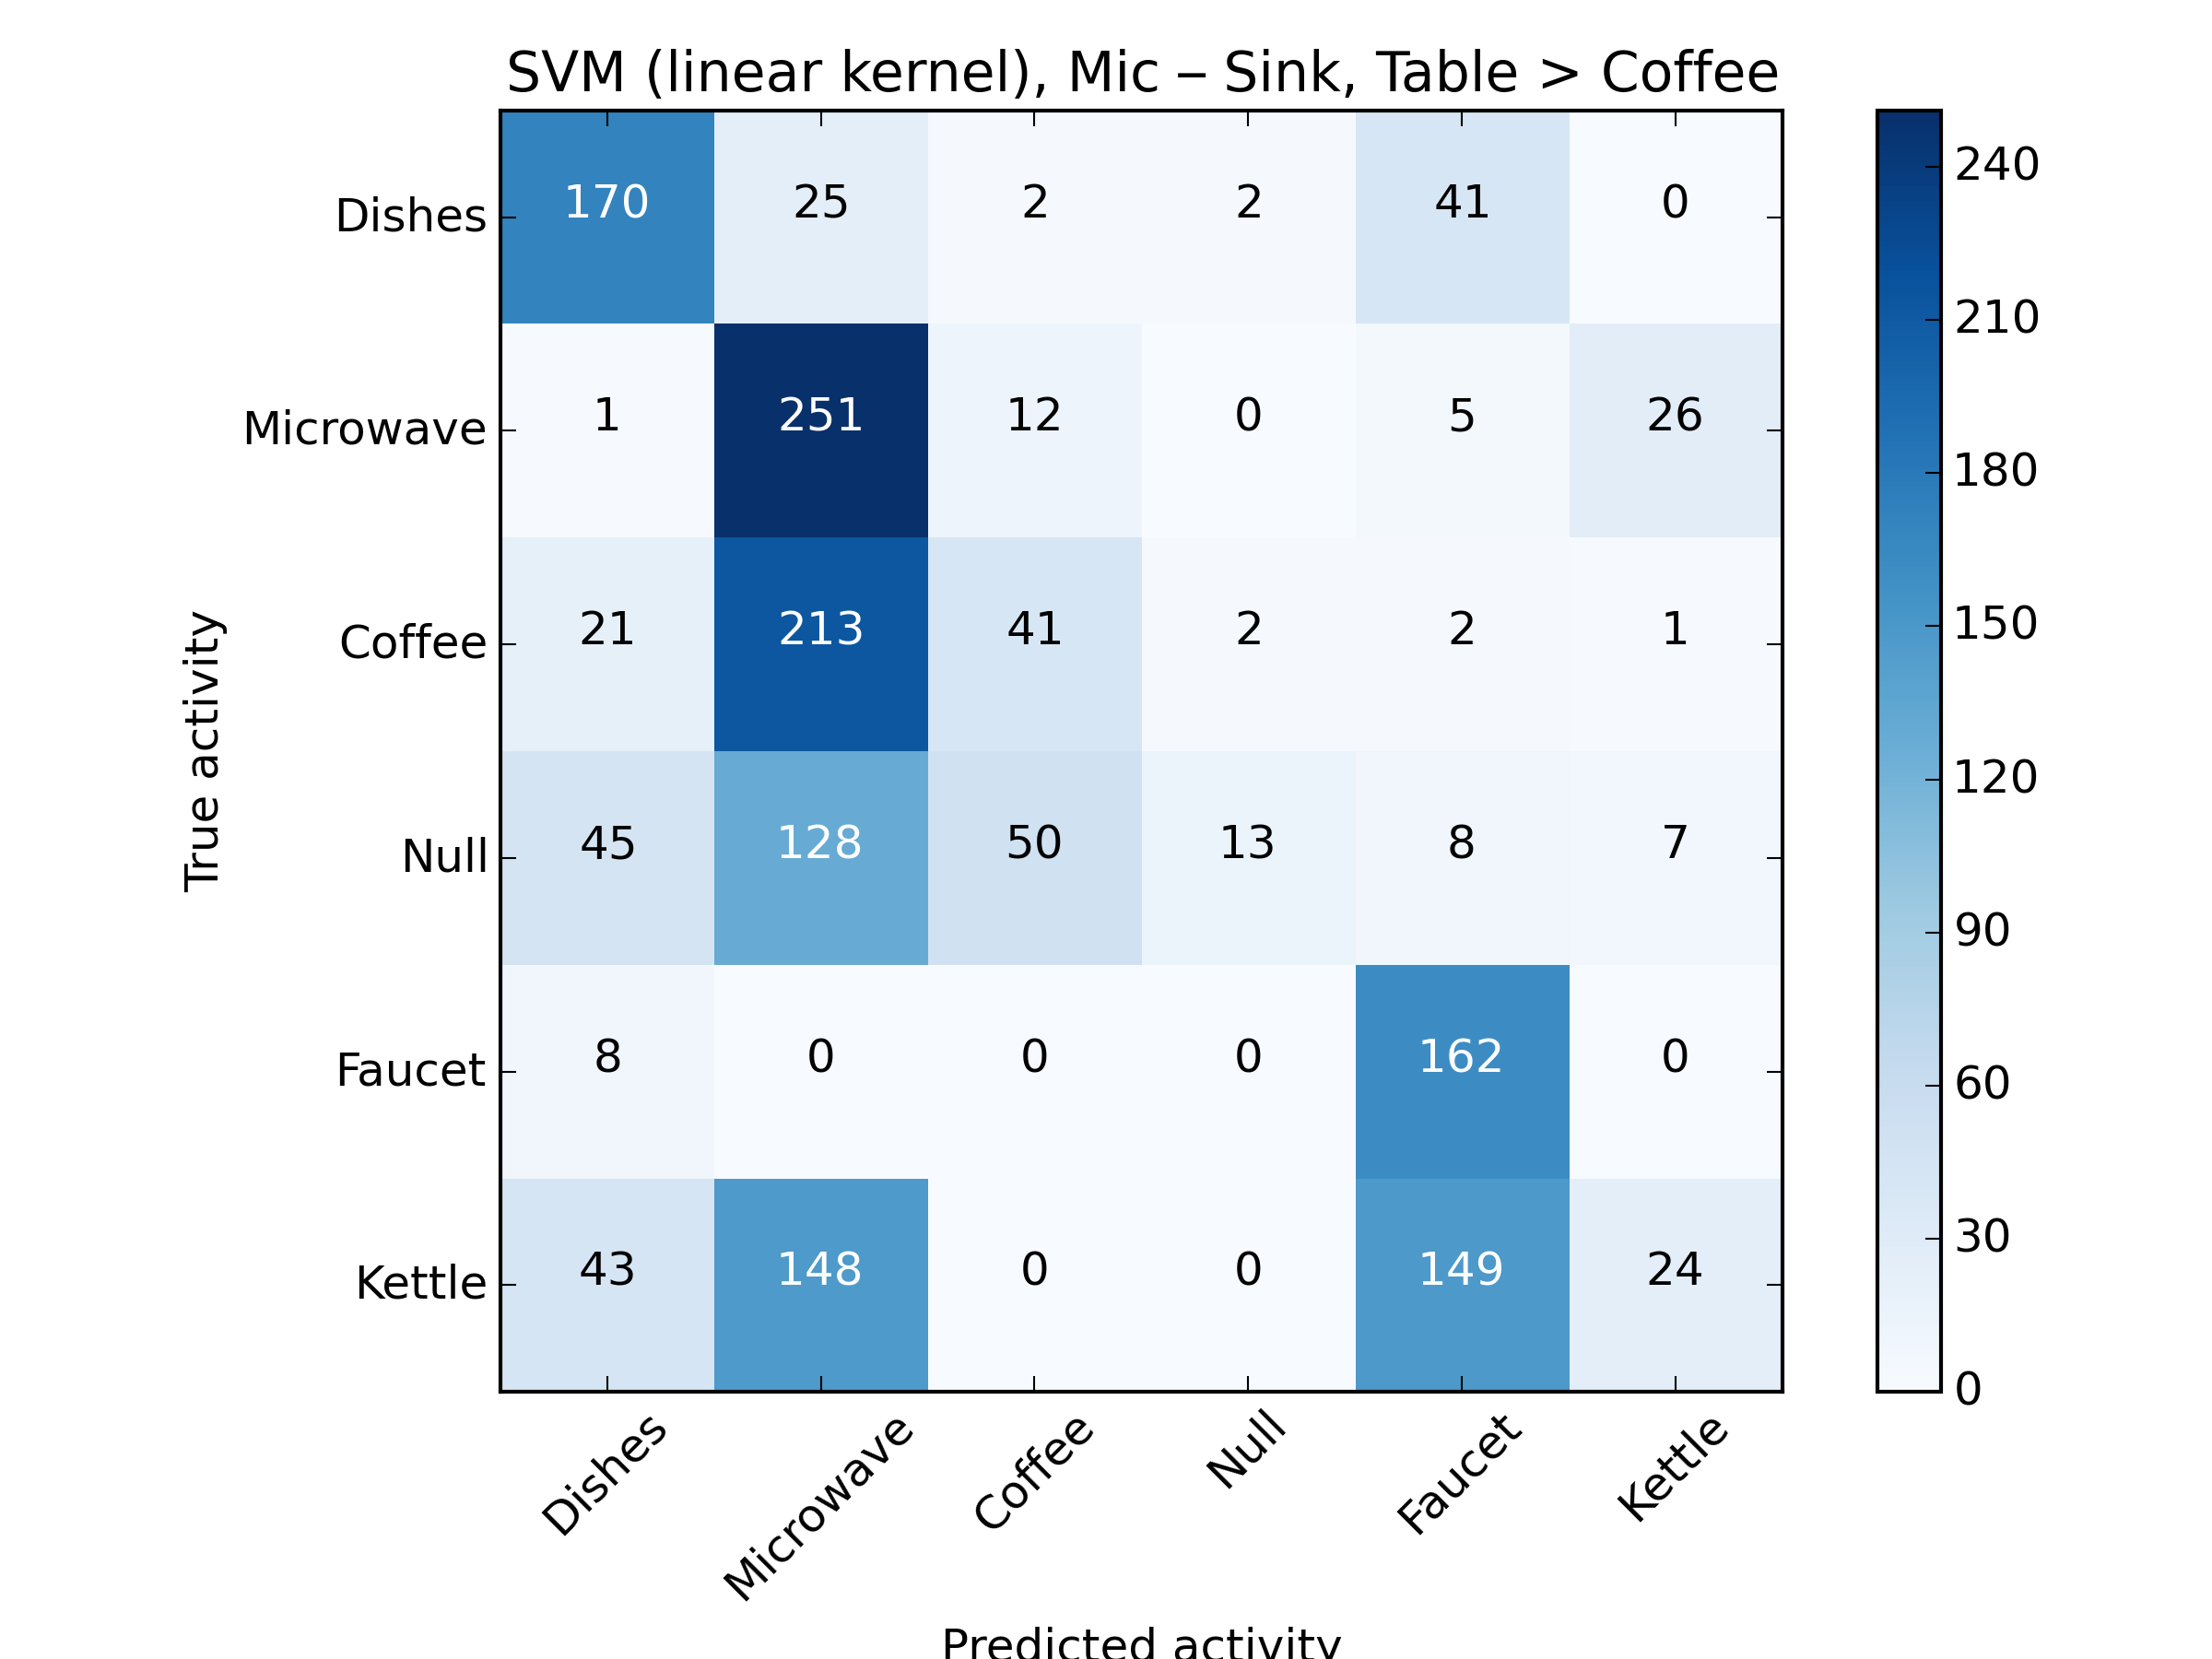 SVM (linear kernel), Mic – Sink, Table > Coffee
Dishes 170 25 2 2 41 0
Microwave 1 251 12 0 5 26
Coffee 21 213 41 2 2 1
Null 45 128 50 13 8 7
Faucet 8 0 0 0 162 0
Kettle 43 148 0 0 149 24
True activity
Dishes Microwave Coffee Null Faucet Kettle
Predicted activity
240
210
180
150
120
90
60
30
0